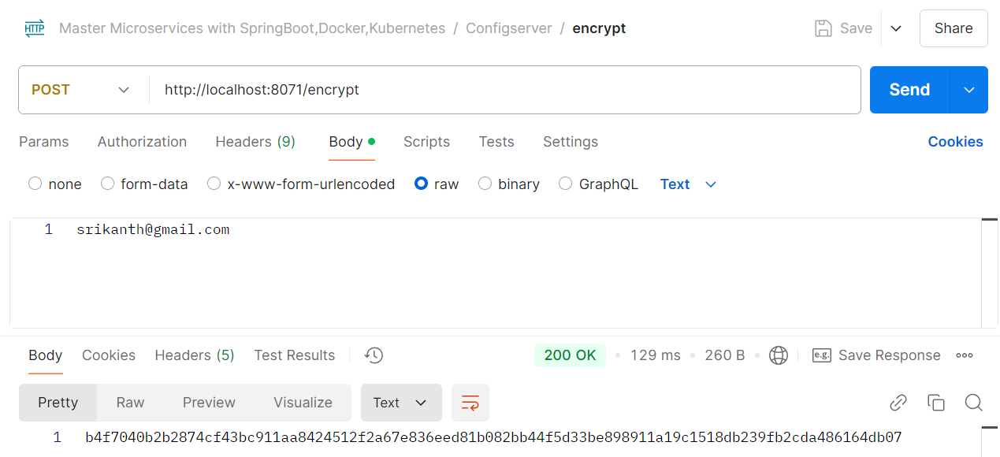 HTTP Master Microservices with SpringBoot,Docker,Kubernetes / Configserver / encrypt Save Share
POST http://localhost:8071/encrypt Send
Params Authorization Headers (9) Body Scripts Tests Settings Cookies
none form-data x-www-form-urlencoded raw binary GraphQL Text
1 srikanth@gmail.com
Body Cookies Headers (5) Test Results 200 OK 129 ms 260 B e.g. Save Response
Pretty Raw Preview Visualize Text
1 b4f7040b2b2874cf43bc911aa8424512f2a67e836eed81b082bb44f5d33be898911a19c1518db239fb2cda486164db07